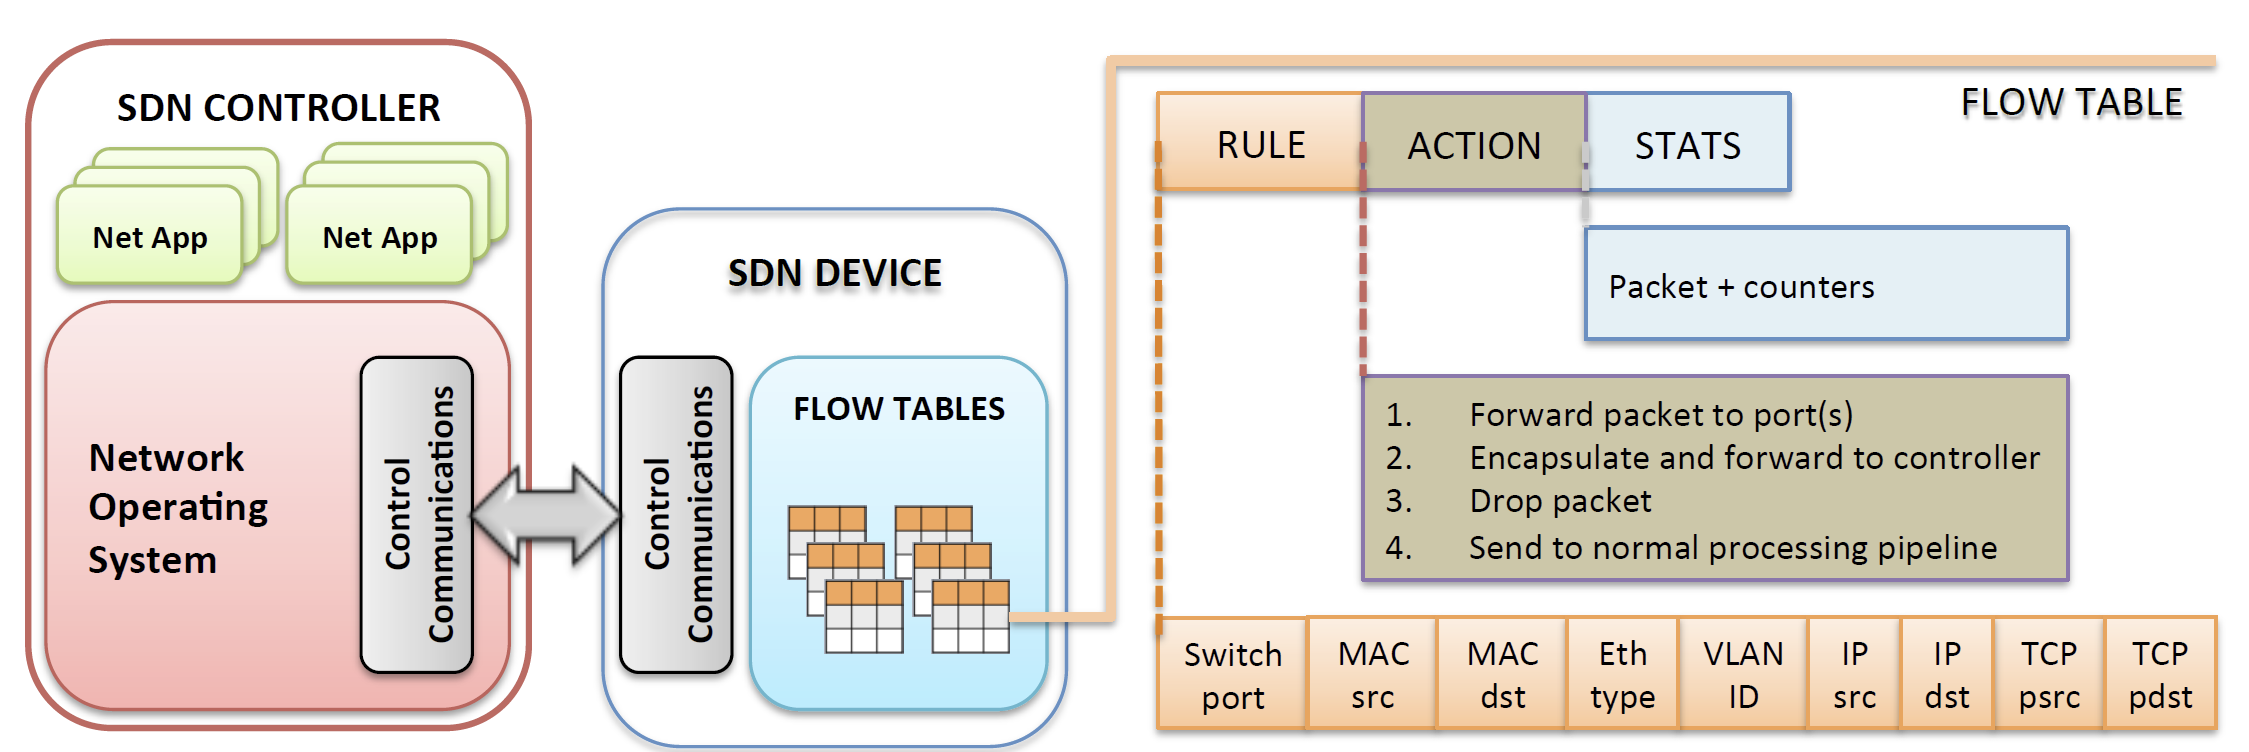 SDN CONTROLLER
Net App
Net App
Network
Operating
System
Control
Communications
SDN DEVICE
Control
Communications
FLOW TABLES
FLOW TABLE
RULE
ACTION
STATS
Packet + counters
1. Forward packet to port(s)
2. Encapsulate and forward to controller
3. Drop packet
4. Send to normal processing pipeline
Switch
port
MAC
src
MAC
dst
Eth
type
VLAN
ID
IP
src
IP
dst
TCP
psrc
TCP
pdst